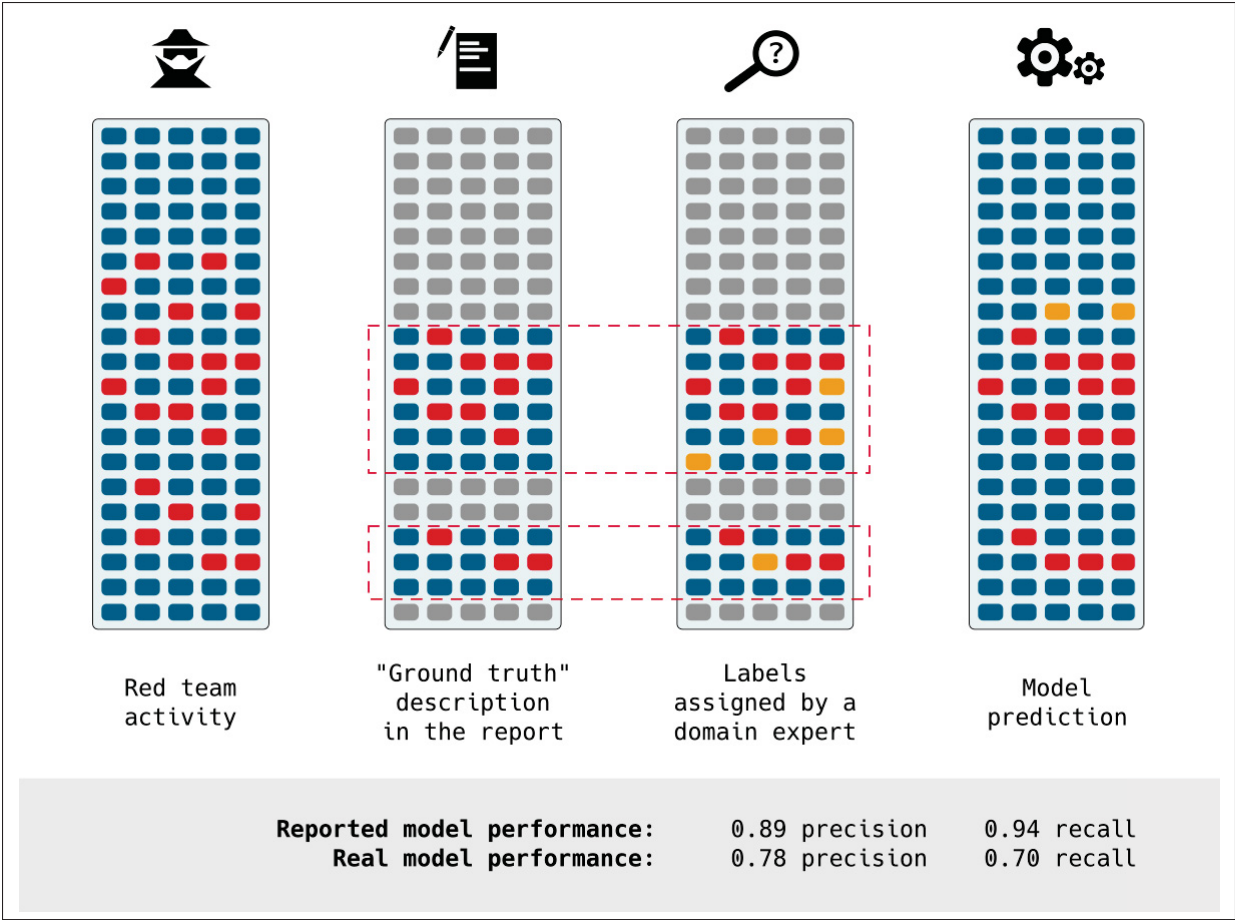 ?
Red team
activity
"Ground truth"
description
in the report
Labels
assigned by a
domain expert
Model
prediction
Reported model performance: 0.89 precision 0.94 recall
Real model performance: 0.78 precision 0.70 recall